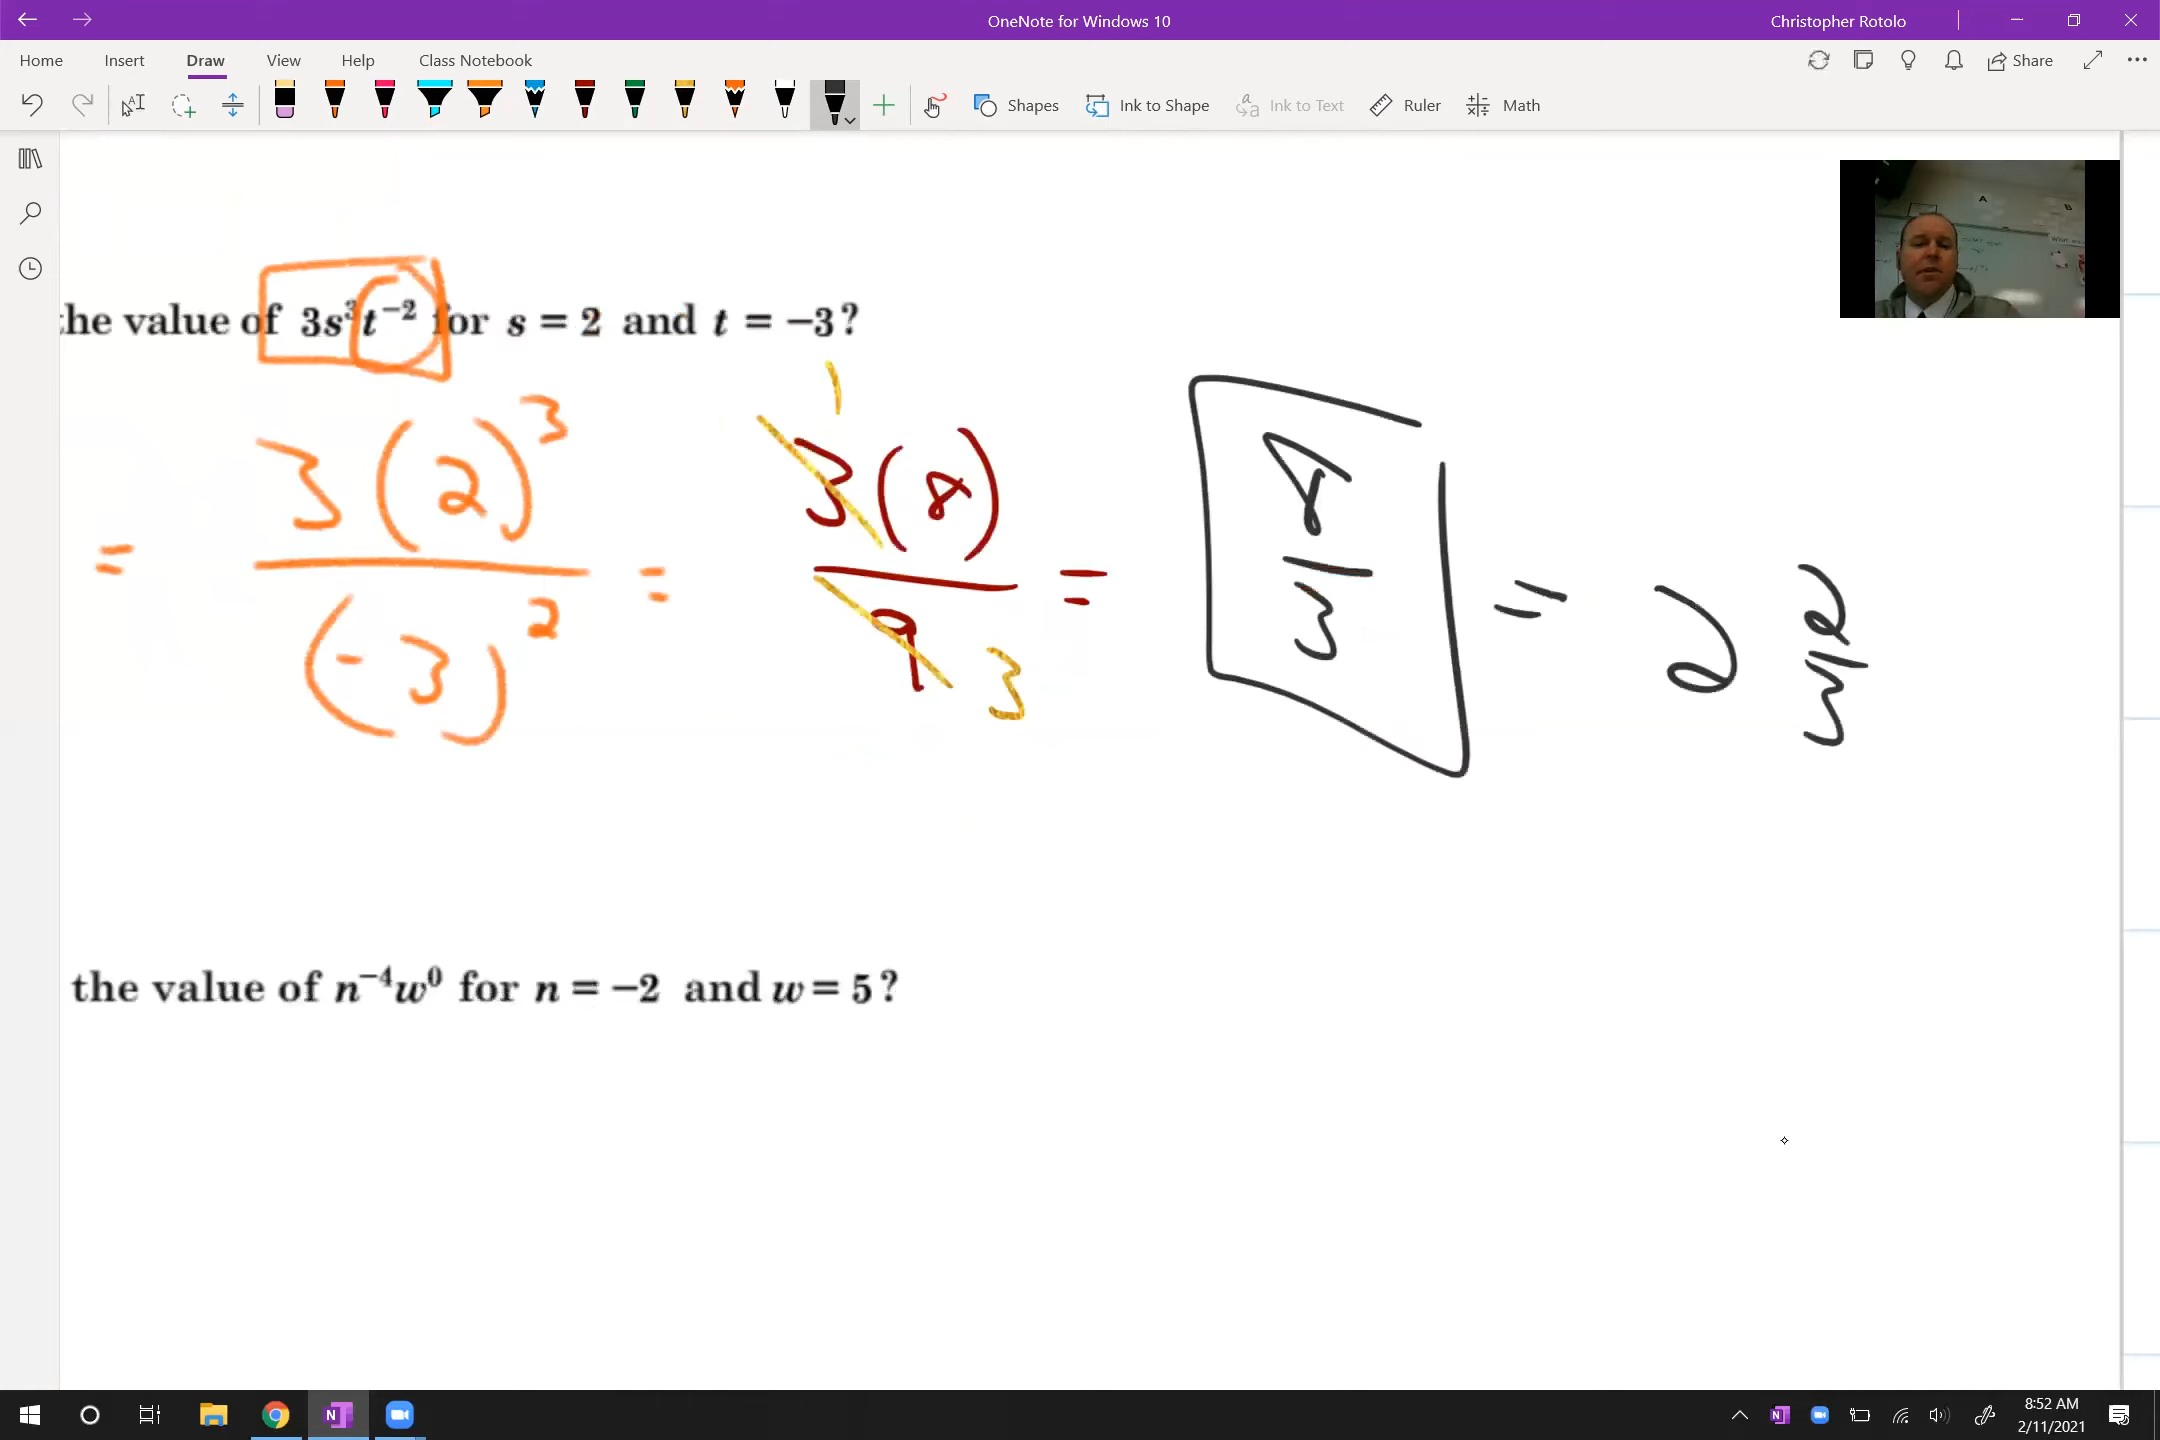 OneNote for Windows 10
Christopher Rotolo
Home Insert Draw View Help Class Notebook
Share
Shapes Ink to Shape Ink to Text Ruler Math
the value of 3s³t⁻² for s = 2 and t = −3?
= 3(2)³ / (-3)² = 3(8) / 9 = 8/3 = 2 2/3
1
3
the value of n⁻⁴w⁰ for n = −2 and w = 5?
8:52 AM
2/11/2021